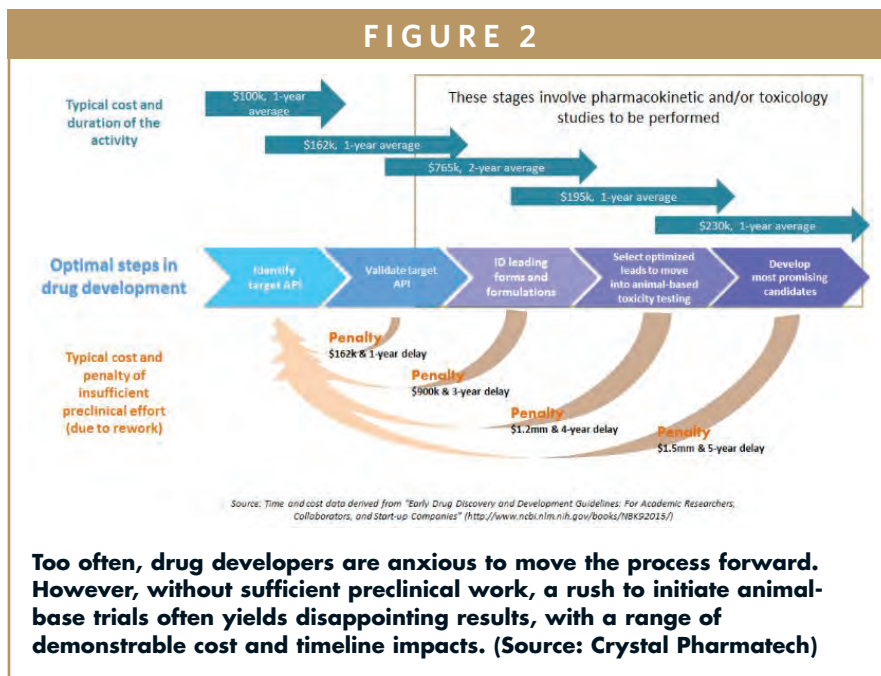 FIGURE 2
Typical cost and
duration of the
activity
$100k, 1-year
average
These stages involve pharmacokinetic and/or toxicology
studies to be performed
$162k, 1-year average
$765k, 2-year average
$195k, 1-year average
$230k, 1-year average
Optimal steps in
drug development
Identify
target API
Validate target
API
ID leading
forms and
formulations
Select optimized
leads to move
into animal-based
toxicity testing
Develop
most promising
candidates
Typical cost and
penalty of
insufficient
preclinical effort
(due to rework)
Penalty
$162k & 1-year delay
Penalty
$900k & 3-year delay
Penalty
$1.2mm & 4-year delay
Penalty
$1.5mm & 5-year delay
Source: Time and cost data derived from "Early Drug Discovery and Development Guidelines: For Academic Researchers,
Collaborators, and Start-up Companies" (http://www.ncbi.nlm.nih.gov/books/NBK92015/)
Too often, drug developers are anxious to move the process forward.
However, without sufficient preclinical work, a rush to initiate animal-
base trials often yields disappointing results, with a range of
demonstrable cost and timeline impacts. (Source: Crystal Pharmatech)